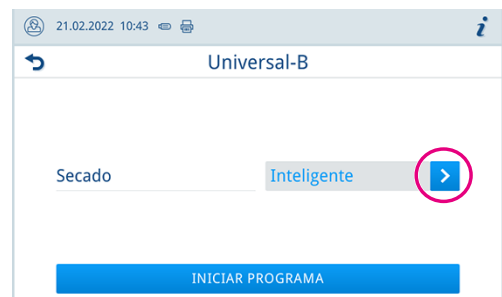 21.02.2022 10:43 i
Universal-B
Secado Inteligente
INICIAR PROGRAMA